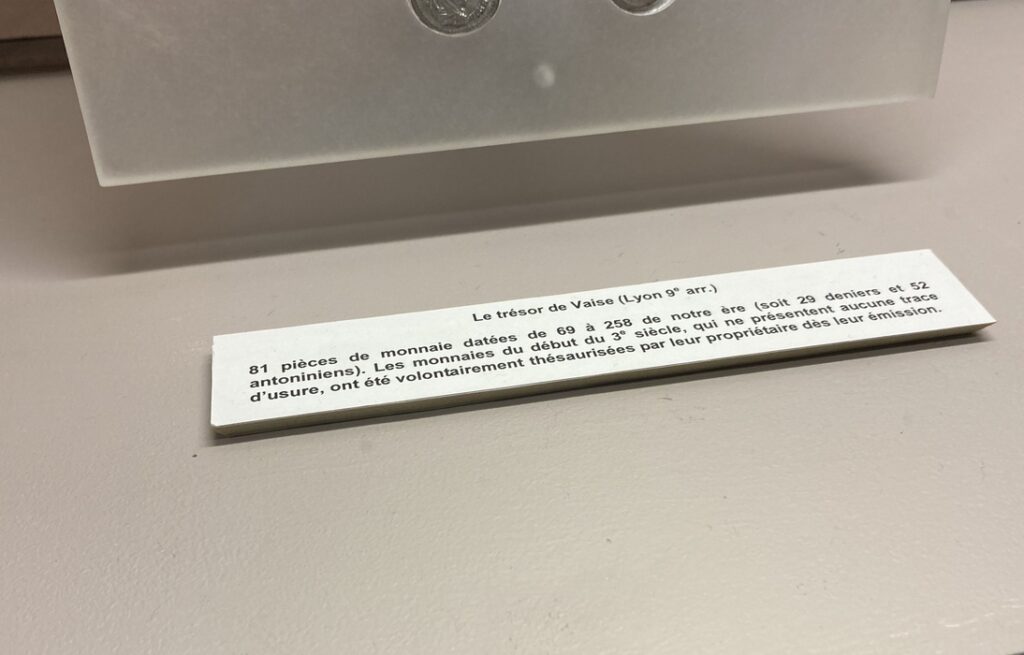 Le trésor de Vaise (Lyon 9e arr.)
81 pièces de monnaie datées de 69 à 258 de notre ère (soit 29 deniers et 52
antoniniens). Les monnaies du début du 3e siècle, qui ne présentent aucune trace
d'usure, ont été volontairement thésaurisées par leur propriétaire dès leur émission.